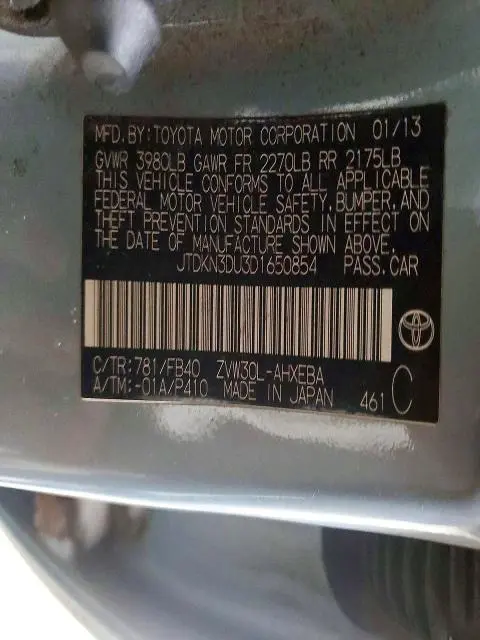 MFD. BY: TOYOTA MOTOR CORPORATION 01/13
GVWR 3980LB GAWR FR 2270LB RR 2175LB
THIS VEHICLE CONFORMS TO ALL APPLICABLE
FEDERAL MOTOR VEHICLE SAFETY, BUMPER, AND
THEFT PREVENTION STANDARDS IN EFFECT ON
THE DATE OF MANUFACTURE SHOWN ABOVE.
JTDKN3DU3D1650854 PASS. CAR
C/TR: 781/FB40 ZVW30L-AHXEBA
A/TM: -01A/P410 MADE IN JAPAN 461 C